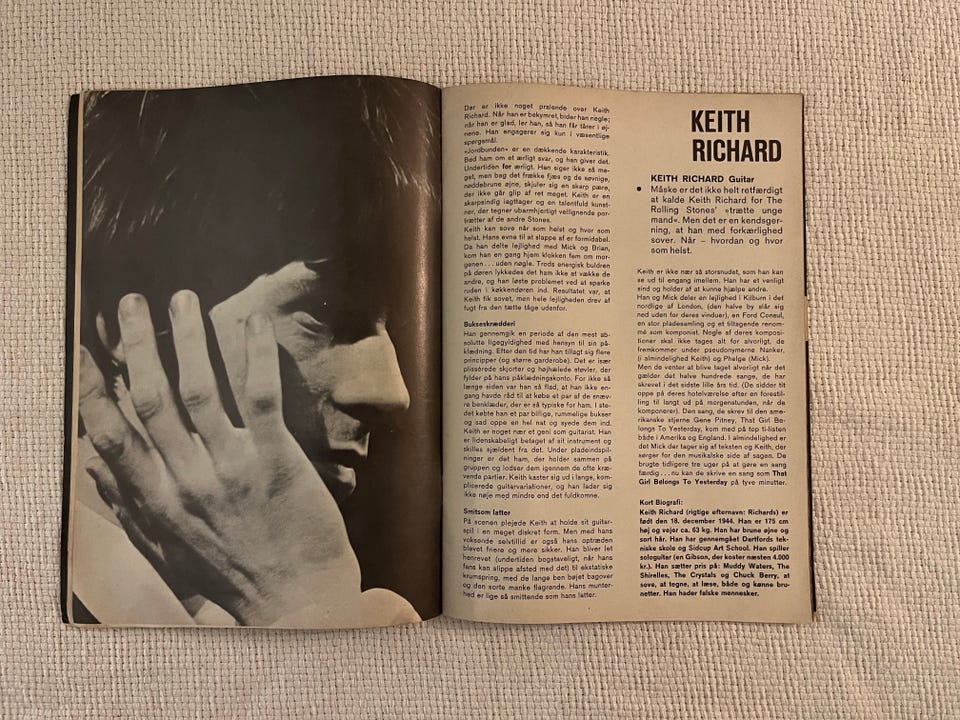 Der er ikke noget pralende over Keith
Richard. Når han er bekymret, bider han negle;
når han er glad, ler han, så han får tårer i øj-
nene. Han engagerer sig kun i væsentlige
spørgsmål.
»Jordbunden« er en dækkende karakteristik.
Bed ham om et ærligt svar, og han giver det.
Undertiden for ærligt. Han siger ikke så me-
get, men bag det frække fjæs og de søvnige,
nøddebrune øjne, skjuler sig en skarp pære,
der ikke går glip af ret meget. Keith er en
skarpsindig iagttager og en talentfuld kunst-
ner, der tegner ubarmhjertigt vellignende por-
trætter af de andre Stones.
Keith kan sove når som helst og hvor som
helst. Hans evne til at slappe af er formidabel.
Da han delte lejlighed med Mick og Brian,
kom han en gang hjem klokken fem om mor-
genen . . . uden nøgle. Trods energisk buldren
på døren lykkedes det ham ikke at vække de
andre, og han løste problemet ved at sparke
ruden i køkkendøren ind. Resultatet var, at
Keith fik sovet, men hele lejligheden drev af
fugt fra den tætte tåge udenfor.
Bukseskrædderi
Han gennemgik en periode af den mest ab-
solutte ligegyldighed med hensyn til sin på-
klædning. Efter den tid har han tillagt sig flere
principper (og større garderobe). Det er især
plisserede skjorter og højhælede støvler, der
fylder på hans påklædningskonto. For ikke så
længe siden var han så flad, at han ikke en-
gang havde råd til at købe et par af de snæv-
re benklæder, der er så typiske for ham. I ste-
det købte han et par billige, rummelige bukser
og sad oppe en hel nat og syede dem ind.
Keith er noget nær et geni som guitarist. Han
er lidenskabeligt betaget af sit instrument og
skilles sjældent fra det. Under pladeindspil-
ninger er det ham, der holder sammen på
gruppen og lodser dem igennem de ofte kræ-
vende partier. Keith kaster sig ud i lange, kom-
plicerede guitarvariationer, og han lader sig
ikke nøje med mindre end det fuldkomne.
Smitsom latter
På scenen plejede Keith at holde sit guitar-
spil i en meget diskret form. Men med hans
voksende selvtillid er også hans optræden
blevet friere og mere sikker. Han bliver let
henrevet (undertiden bogstaveligt, når hans
fans kan slippe afsted med det) til ekstatiske
krumspring, med de lange ben bøjet bagover
og den sorte manke flagrende. Hans munter-
hed er lige så smittende som hans latter.
KEITH
RICHARD
KEITH RICHARD Guitar
● Måske er det ikke helt retfærdigt
at kalde Keith Richard for The
Rolling Stones' »trætte unge
mand«. Men det er en kendsger-
ning, at han med forkærlighed
sover. Når – hvordan og hvor
som helst.
Keith er ikke nær så storsnudet, som han kan
se ud til engang imellem. Han har et venligt
sind og holder af at kunne hjælpe andre.
Han og Mick deler en lejlighed i Kilburn i det
nordlige af London, (den halve by slår sig
ned uden for deres vinduer), en Ford Consul,
en stor pladesamling og et tiltagende renom-
mé som komponist. Nogle af deres komposi-
tioner skal ikke tages alt for alvorligt, de
fremkommer under pseudonymerne Nanker,
(i almindelighed Keith) og Phelge (Mick).
Men de venter at blive taget alvorligt når det
gælder det halve hundrede sange, de har
skrevet i det sidste lille års tid. (De sidder tit
oppe på deres hotelværelse efter en forestil-
ling til langt ud på morgenstunden, når de
komponerer). Den sang, de skrev til den ame-
rikanske stjerne Gene Pitney, That Girl Be-
longs To Yesterday, kom med på top ti-listen
både i Amerika og England. I almindelighed er
det Mick der tager sig af teksten og Keith, der
sørger for den musikalske side af sagen. De
brugte tidligere tre uger på at gøre en sang
færdig . . . nu kan de skrive en sang som That
Girl Belongs To Yesterday på tyve minutter.
Kort Biografi:
Keith Richard (rigtige efternavn: Richards) er
født den 18. december 1944. Han er 175 cm
høj og vejer ca. 63 kg. Han har brune øjne og
sort hår. Han har gennemgået Dartfords tek-
niske skole og Sidcup Art School. Han spiller
sologuitar (en Gibson, der koster næsten 4.000
kr.). Han sætter pris på: Muddy Waters, The
Shirelles, The Crystals og Chuck Berry, at
sove, at tegne, at læse, både og kønne bru-
netter. Han hader falske mennesker.